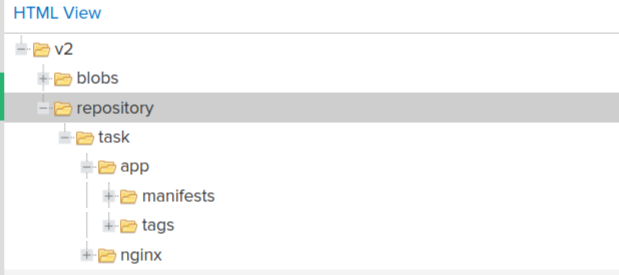 HTML View
v2
blobs
repository
task
app
manifests
tags
nginx